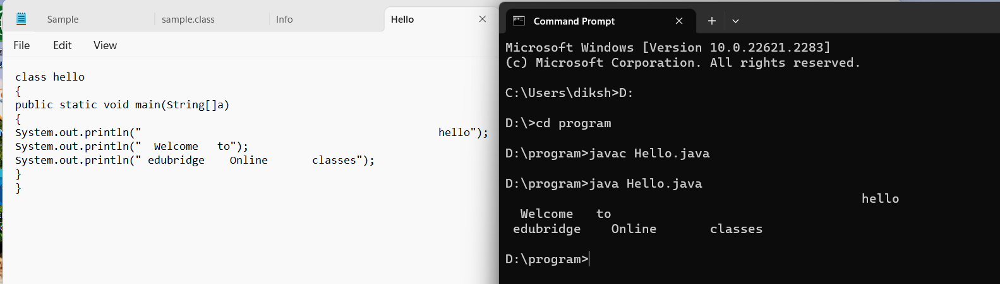 Sample sample.class Info Hello
File Edit View
class hello
{
public static void main(String[]a)
{
System.out.println("                                               hello");
System.out.println("  Welcome   to");
System.out.println(" edubridge    Online       classes");
}
}
Command Prompt
Microsoft Windows [Version 10.0.22621.2283]
(c) Microsoft Corporation. All rights reserved.
C:\Users\diksh>D:
D:\>cd program
D:\program>javac Hello.java
D:\program>java Hello.java
                                               hello
  Welcome   to
 edubridge    Online       classes
D:\program>